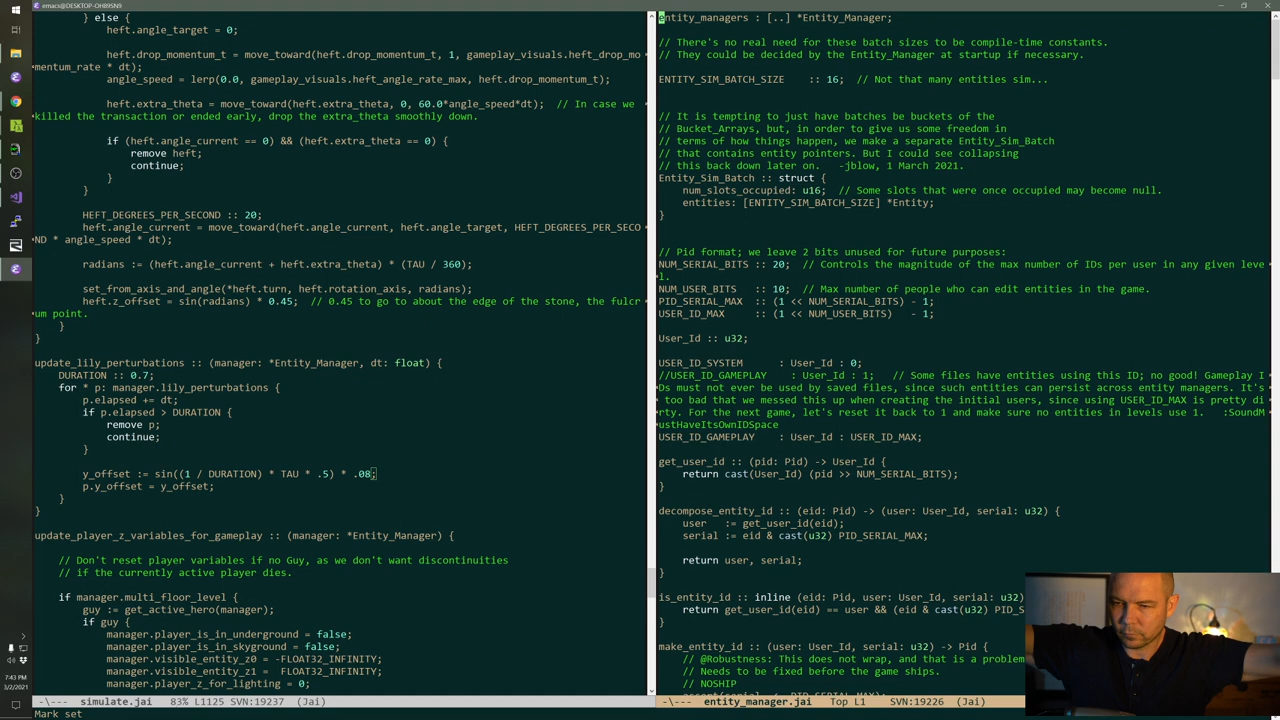 emacs@DESKTOP-OH89SN9
} else {
heft.angle_target = 0;
heft.drop_momentum_t = move_toward(heft.drop_momentum_t, 1, gameplay_visuals.heft_drop_mo
mentum_rate * dt);
angle_speed = lerp(0.0, gameplay_visuals.heft_angle_rate_max, heft.drop_momentum_t);
heft.extra_theta = move_toward(heft.extra_theta, 0, 60.0*angle_speed*dt);  // In case we
killed the transaction or ended early, drop the extra_theta smoothly down.
if (heft.angle_current == 0) && (heft.extra_theta == 0) {
remove heft;
continue;
}
}
HEFT_DEGREES_PER_SECOND :: 20;
heft.angle_current = move_toward(heft.angle_current, heft.angle_target, HEFT_DEGREES_PER_SECO
ND * angle_speed * dt);
radians := (heft.angle_current + heft.extra_theta) * (TAU / 360);
set_from_axis_and_angle(*heft.turn, heft.rotation_axis, radians);
heft.z_offset = sin(radians) * 0.45;  // 0.45 to go to about the edge of the stone, the fulcr
um point.
}
}
update_lily_perturbations :: (manager: *Entity_Manager, dt: float) {
DURATION :: 0.7;
for * p: manager.lily_perturbations {
p.elapsed += dt;
if p.elapsed > DURATION {
remove p;
continue;
}
y_offset := sin((1 / DURATION) * TAU * .5) * .08;
p.y_offset = y_offset;
}
}
update_player_z_variables_for_gameplay :: (manager: *Entity_Manager) {
// Don't reset player variables if no Guy, as we don't want discontinuities
// if the currently active player dies.
if manager.multi_floor_level {
guy := get_active_hero(manager);
if guy {
manager.player_is_in_underground = false;
manager.player_is_in_skyground = false;
manager.visible_entity_z0 = -FLOAT32_INFINITY;
manager.visible_entity_z1 = -FLOAT32_INFINITY;
manager.player_z_for_lighting = 0;
-\---  simulate.jai    83% L1125  SVN:19237  (Jai)
Mark set
entity_managers : [..] *Entity_Manager;
// There's no real need for these batch sizes to be compile-time constants.
// They could be decided by the Entity_Manager at startup if necessary.
ENTITY_SIM_BATCH_SIZE    :: 16;  // Not that many entities sim...
// It is tempting to just have batches be buckets of the
// Bucket_Arrays, but, in order to give us some freedom in
// terms of how things happen, we make a separate Entity_Sim_Batch
// that contains entity pointers. But I could see collapsing
// this back down later on.  -jblow, 1 March 2021.
Entity_Sim_Batch :: struct {
num_slots_occupied: u16;  // Some slots that were once occupied may become null.
entities: [ENTITY_SIM_BATCH_SIZE] *Entity;
}
// Pid format; we leave 2 bits unused for future purposes:
NUM_SERIAL_BITS :: 20;  // Controls the magnitude of the max number of IDs per user in any given leve
l.
NUM_USER_BITS   :: 10;  // Max number of people who can edit entities in the game.
PID_SERIAL_MAX  :: (1 << NUM_SERIAL_BITS) - 1;
USER_ID_MAX     :: (1 << NUM_USER_BITS)   - 1;
User_Id :: u32;
USER_ID_SYSTEM      : User_Id : 0;
//USER_ID_GAMEPLAY    : User_Id : 1;   // Some files have entities using this ID; no good! Gameplay I
Ds must not ever be used by saved files, since such entities can persist across entity managers. It's
too bad that we messed this up when creating the initial users, since using USER_ID_MAX is pretty di
rty. For the next game, let's reset it back to 1 and make sure no entities in levels use 1.   :SoundM
ustHaveItsOwnIDSpace
USER_ID_GAMEPLAY    : User_Id : USER_ID_MAX;
get_user_id :: (pid: Pid) -> User_Id {
return cast(User_Id) (pid >> NUM_SERIAL_BITS);
}
decompose_entity_id :: (eid: Pid) -> (user: User_Id, serial: u32) {
user   := get_user_id(eid);
serial := eid & cast(u32) PID_SERIAL_MAX;
return user, serial;
}
is_entity_id :: inline (eid: Pid, user: User_Id, serial: u32)
return get_user_id(eid) == user && (eid & cast(u32) PID_S
}
make_entity_id :: (user: User_Id, serial: u32) -> Pid {
// @Robustness: This does not wrap, and that is a problem
// Needs to be fixed before the game ships.
// NOSHIP
-\---  entity_manager.jai    Top L1    SVN:19226  (Jai)
7:43 PM
3/2/2021